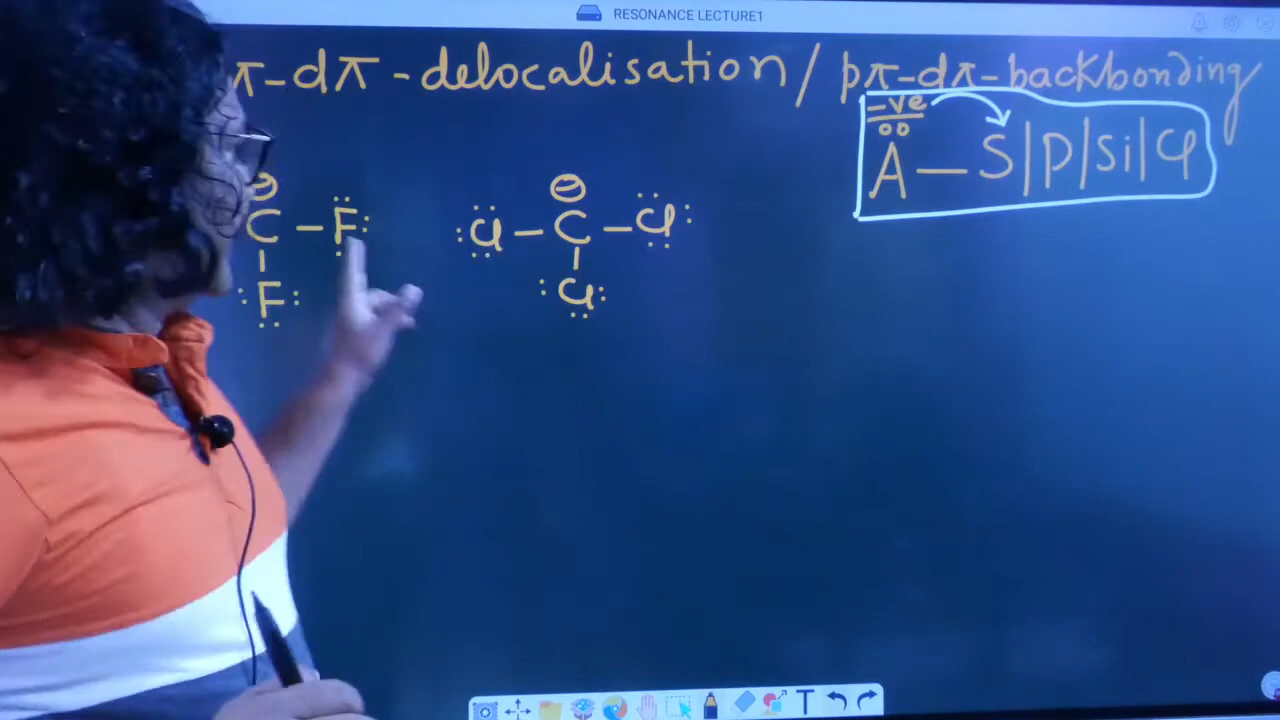 RESONANCE LECTURE1
π-dπ-delocalisation / pπ-dπ-backbonding
-ve
A — S|P|Si|Cl
⊖ ⊖
C – F: :Cl – C – Cl:
:F: :Cl:
T